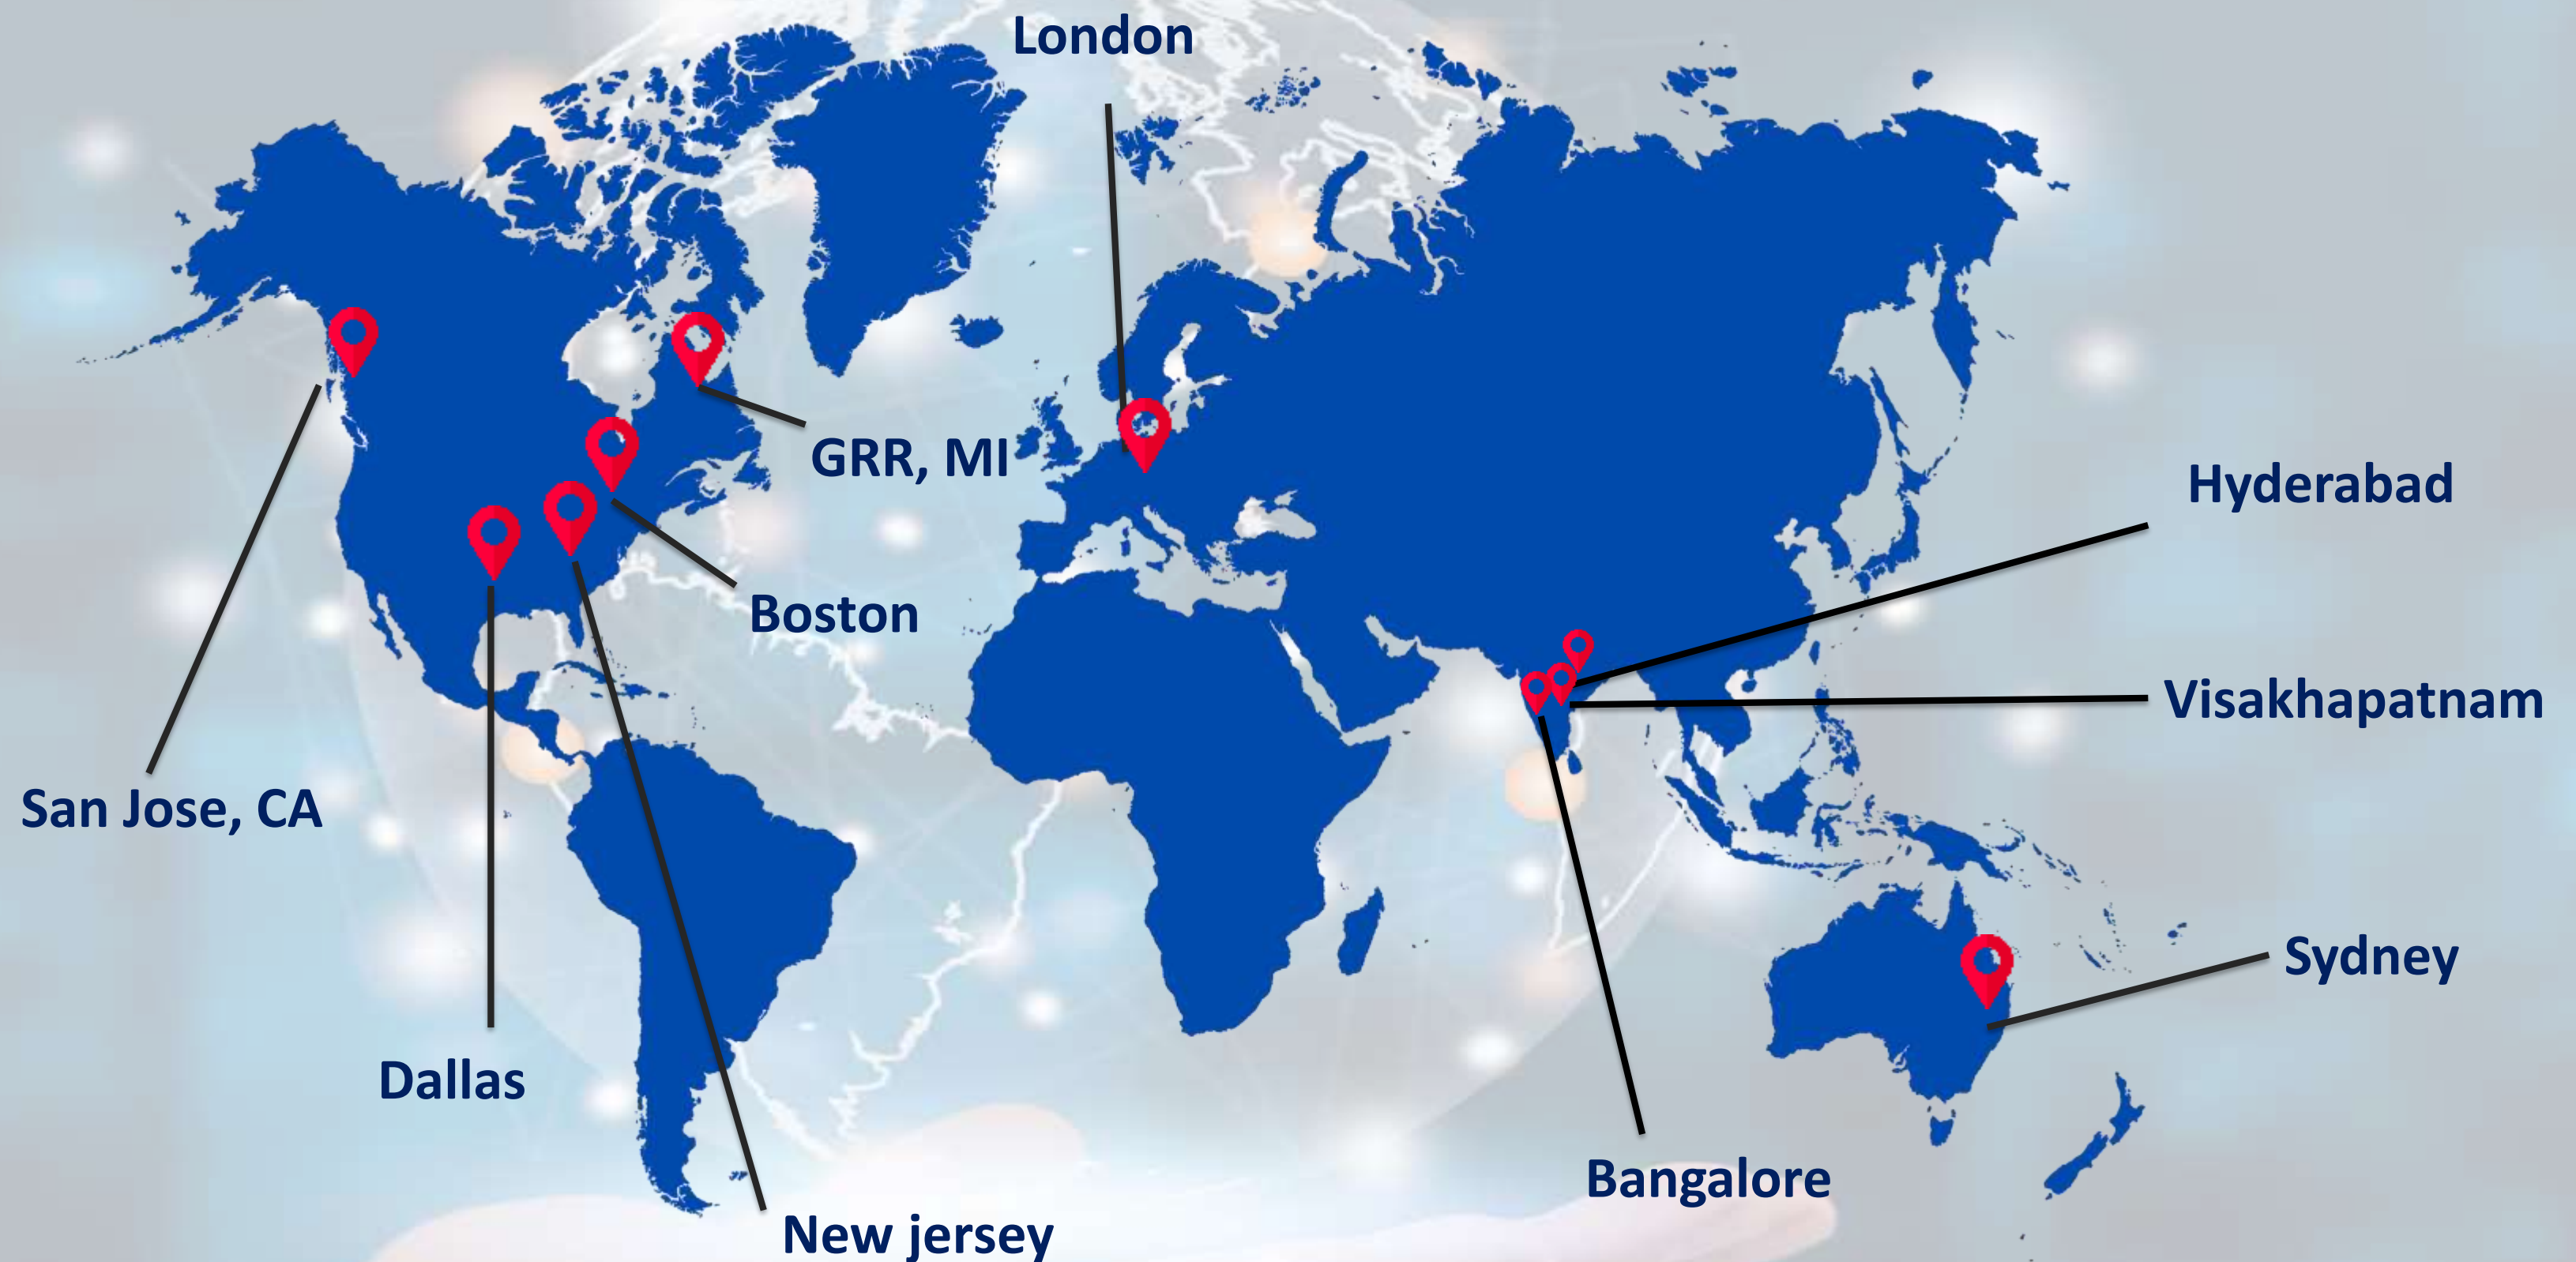 London
GRR, MI
Hyderabad
Boston
Visakhapatnam
San Jose, CA
Sydney
Dallas
Bangalore
New jersey